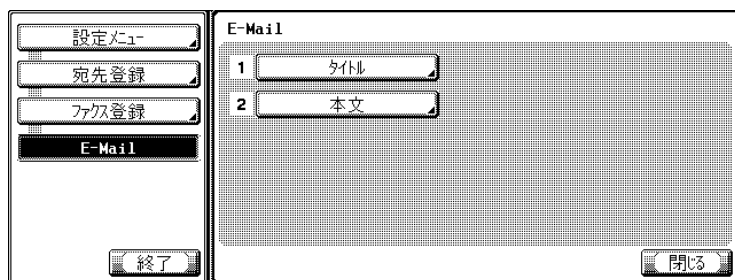 設定メニュー
宛先登録
ファクス登録
E-Mail
終了
E-Mail
1 タイトル
2 本文
閉じる